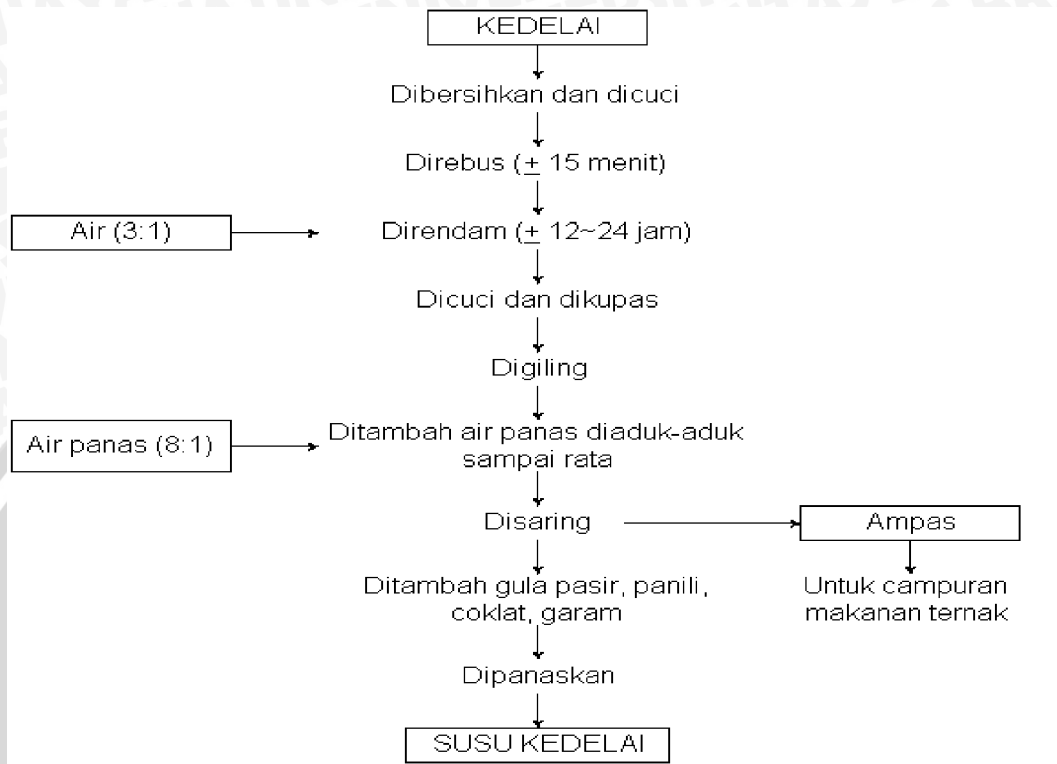 KEDELAI
Dibersihkan dan dicuci
Direbus (± 15 menit)
Air (3:1)
Direndam (± 12~24 jam)
Dicuci dan dikupas
Digiling
Air panas (8:1)
Ditambah air panas diaduk-aduk
sampai rata
Disaring
Ampas
Ditambah gula pasir, panili,
coklat, garam
Untuk campuran
makanan ternak
Dipanaskan
SUSU KEDELAI